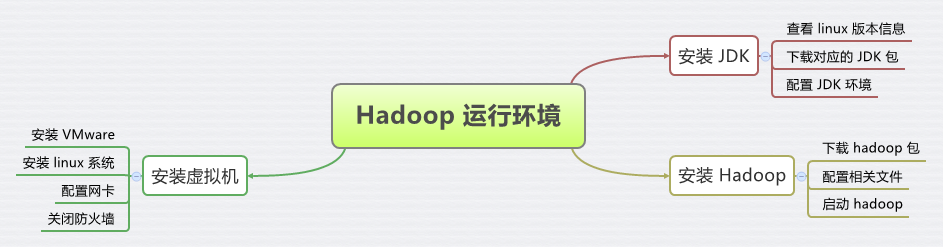 Hadoop 运行环境
安装 JDK
查看 linux 版本信息
下载对应的 JDK 包
配置 JDK 环境
安装 Hadoop
下载 hadoop 包
配置相关文件
启动 hadoop
安装虚拟机
安装 VMware
安装 linux 系统
配置网卡
关闭防火墙